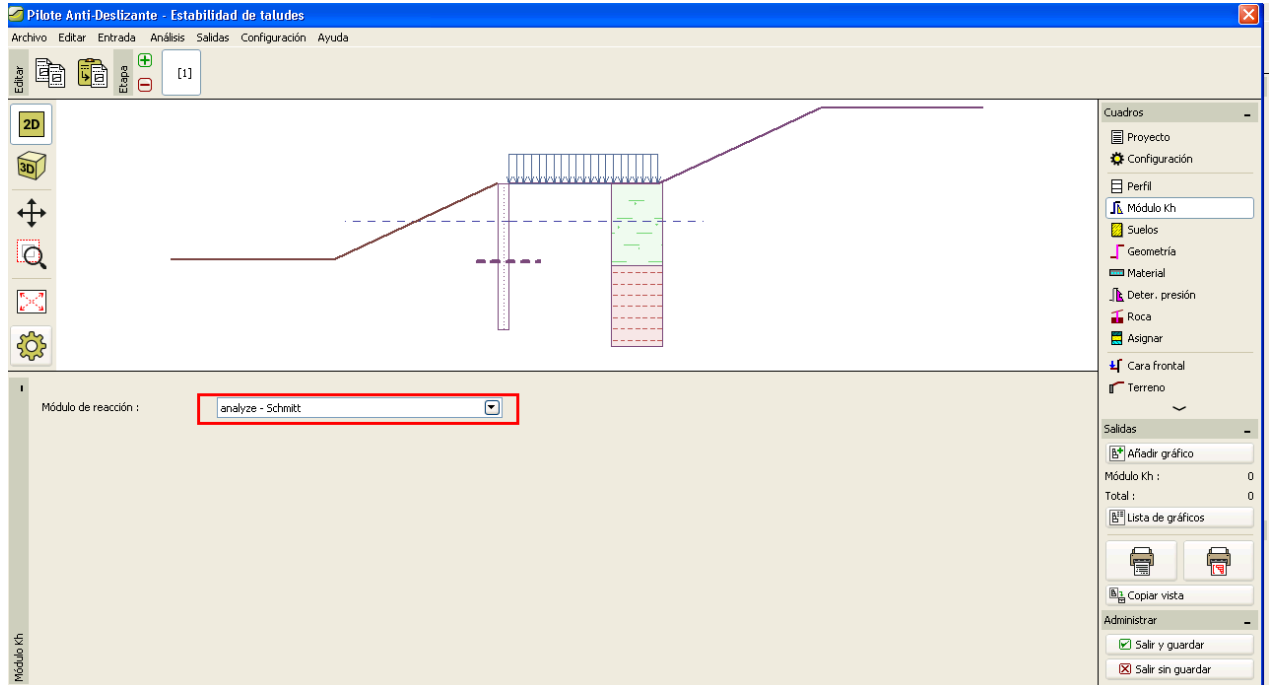 Pilote Anti-Deslizante - Estabilidad de taludes
Archivo Editar Entrada Análisis Salidas Configuración Ayuda
Editar
Etapa
[1]
2D
3D
Cuadros
Proyecto
Configuración
Perfil
Módulo Kh
Suelos
Geometría
Material
Deter. presión
Roca
Asignar
Cara frontal
Terreno
Módulo de reacción :
analyze - Schmitt
Módulo Kh
Salidas
Añadir gráfico
Módulo Kh : 0
Total : 0
Lista de gráficos
Copiar vista
Administrar
Salir y guardar
Salir sin guardar